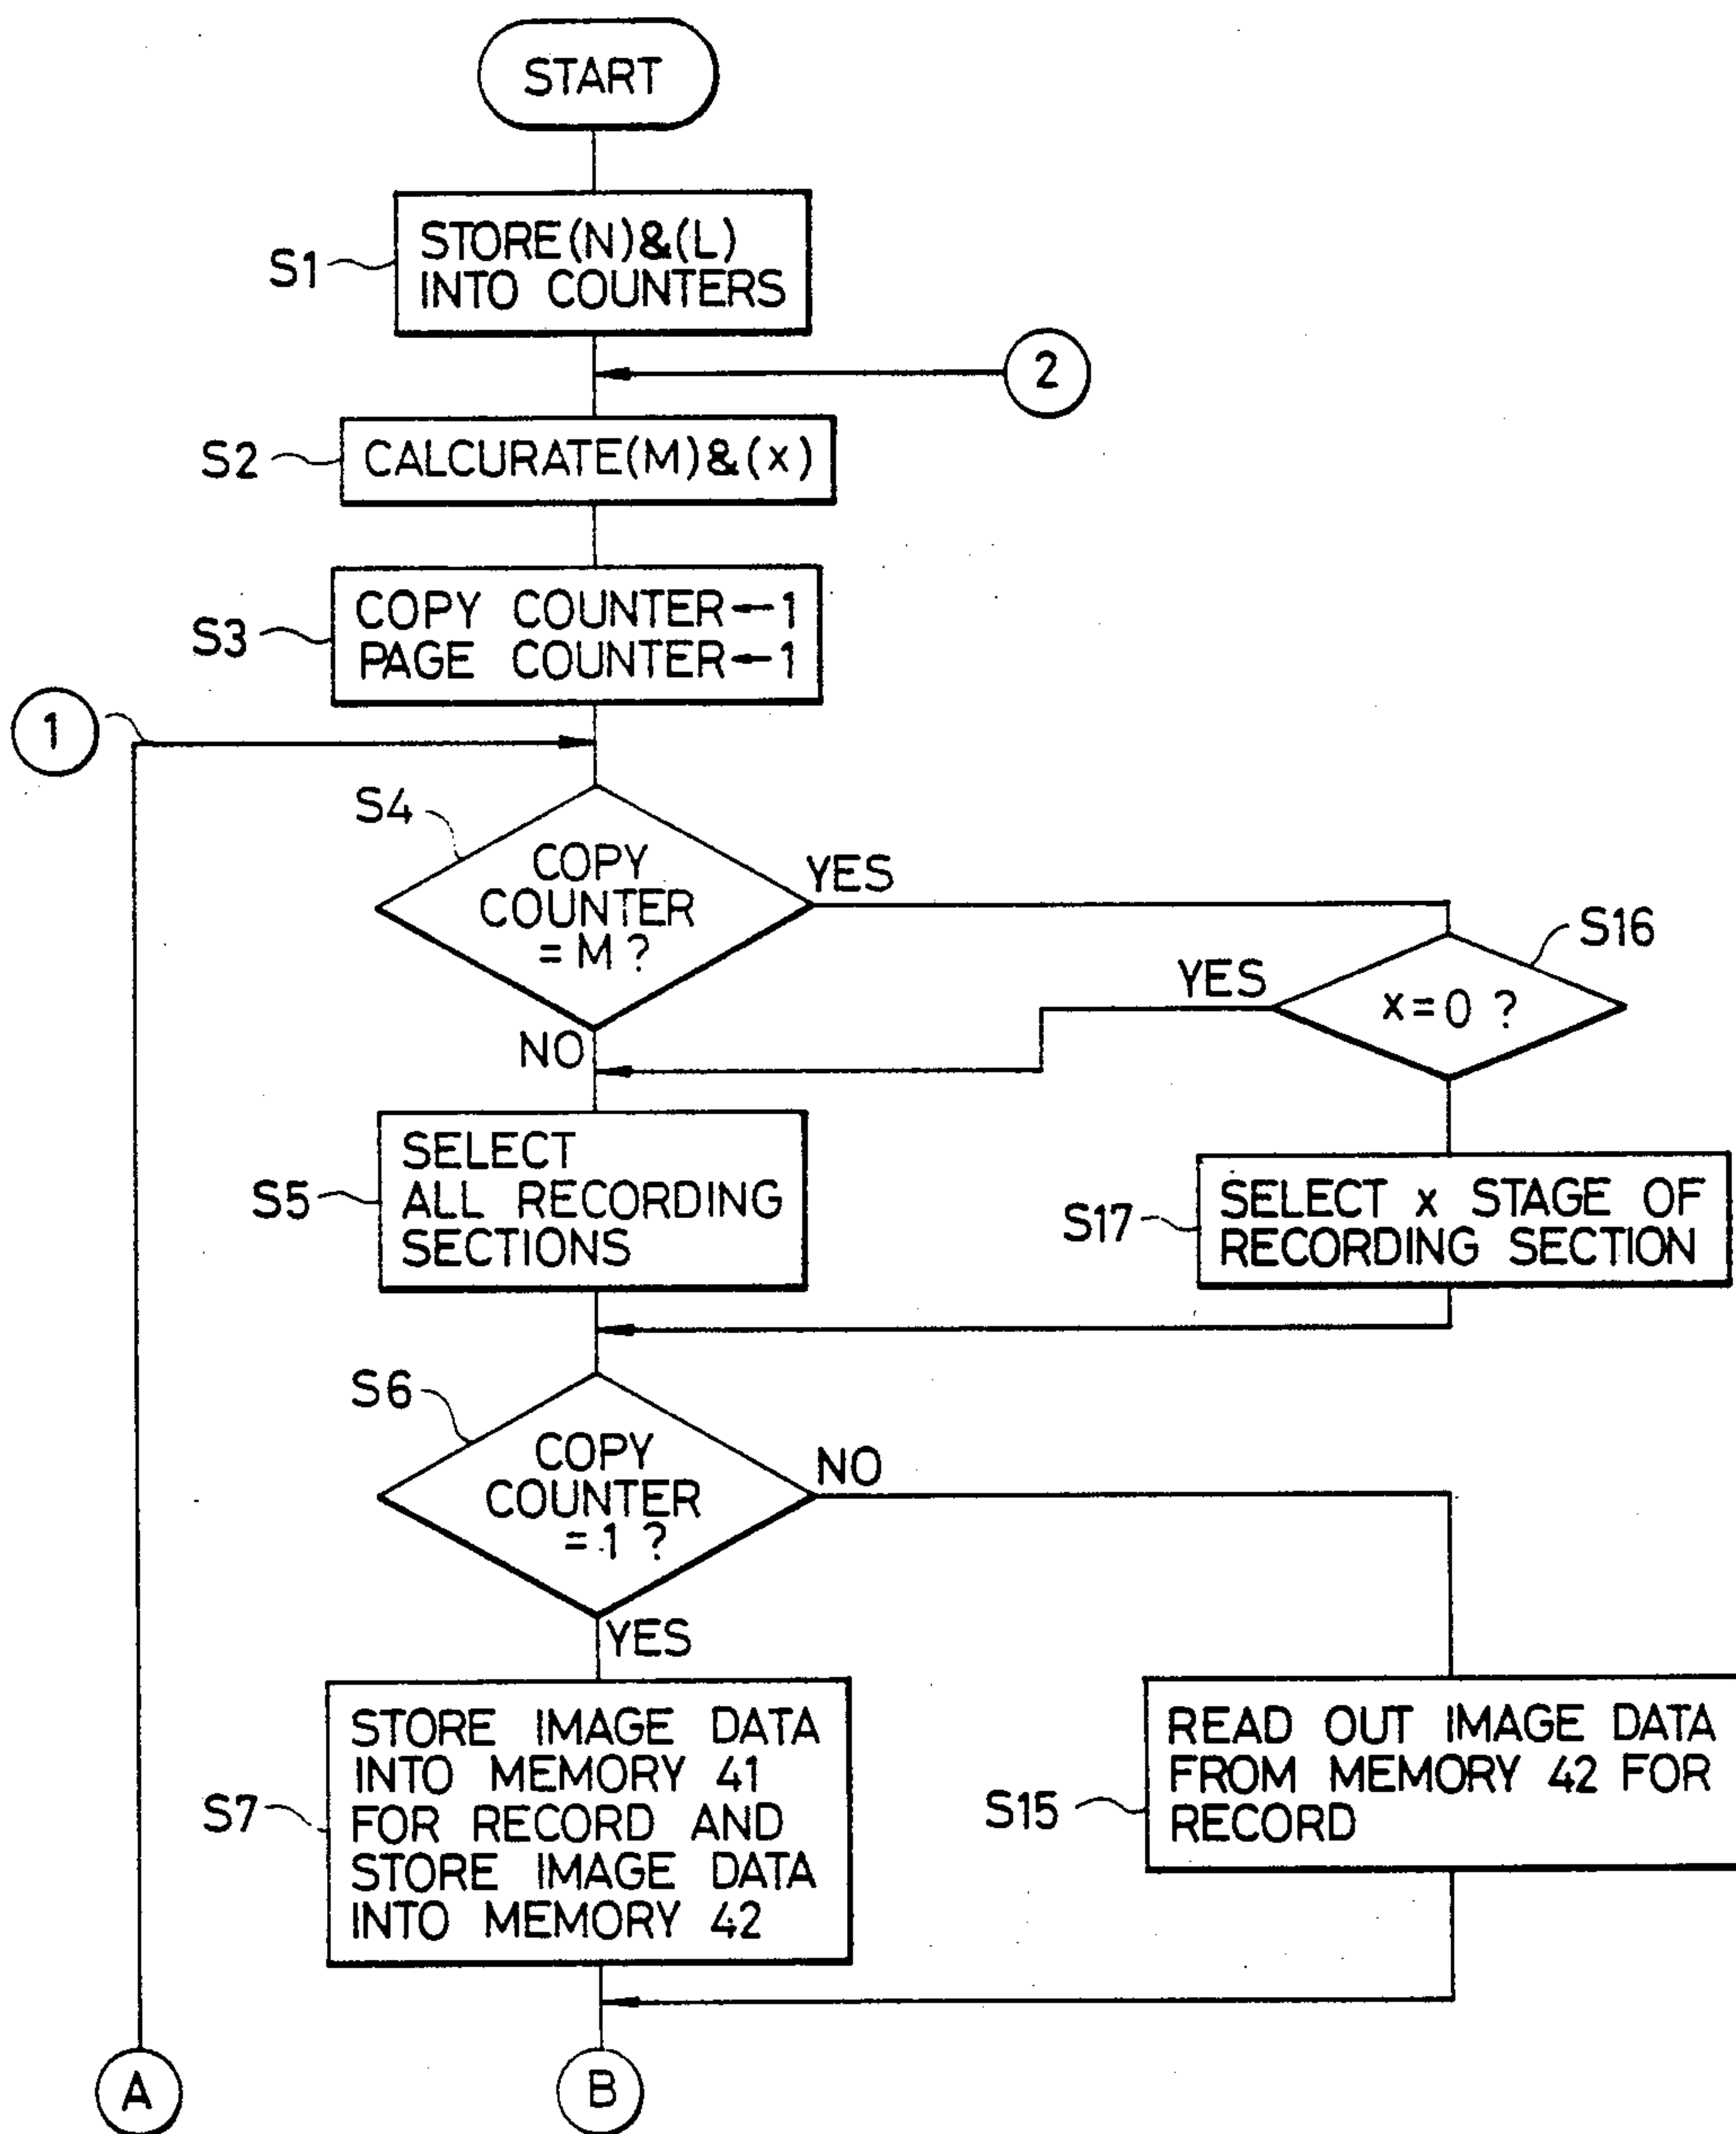 START
S1
STORE(N)&(L)
INTO COUNTERS
2
S2
CALCURATE(M)&(x)
S3
COPY COUNTER←1
PAGE COUNTER←1
1
S4
COPY
COUNTER
=M?
YES
NO
S16
x=0 ?
YES
S5
SELECT
ALL RECORDING
SECTIONS
S17
SELECT x STAGE OF
RECORDING SECTION
S6
COPY
COUNTER
=1 ?
NO
YES
S7
STORE IMAGE DATA
INTO MEMORY 41
FOR RECORD AND
STORE IMAGE DATA
INTO MEMORY 42
S15
READ OUT IMAGE DATA
FROM MEMORY 42 FOR
RECORD
A
B